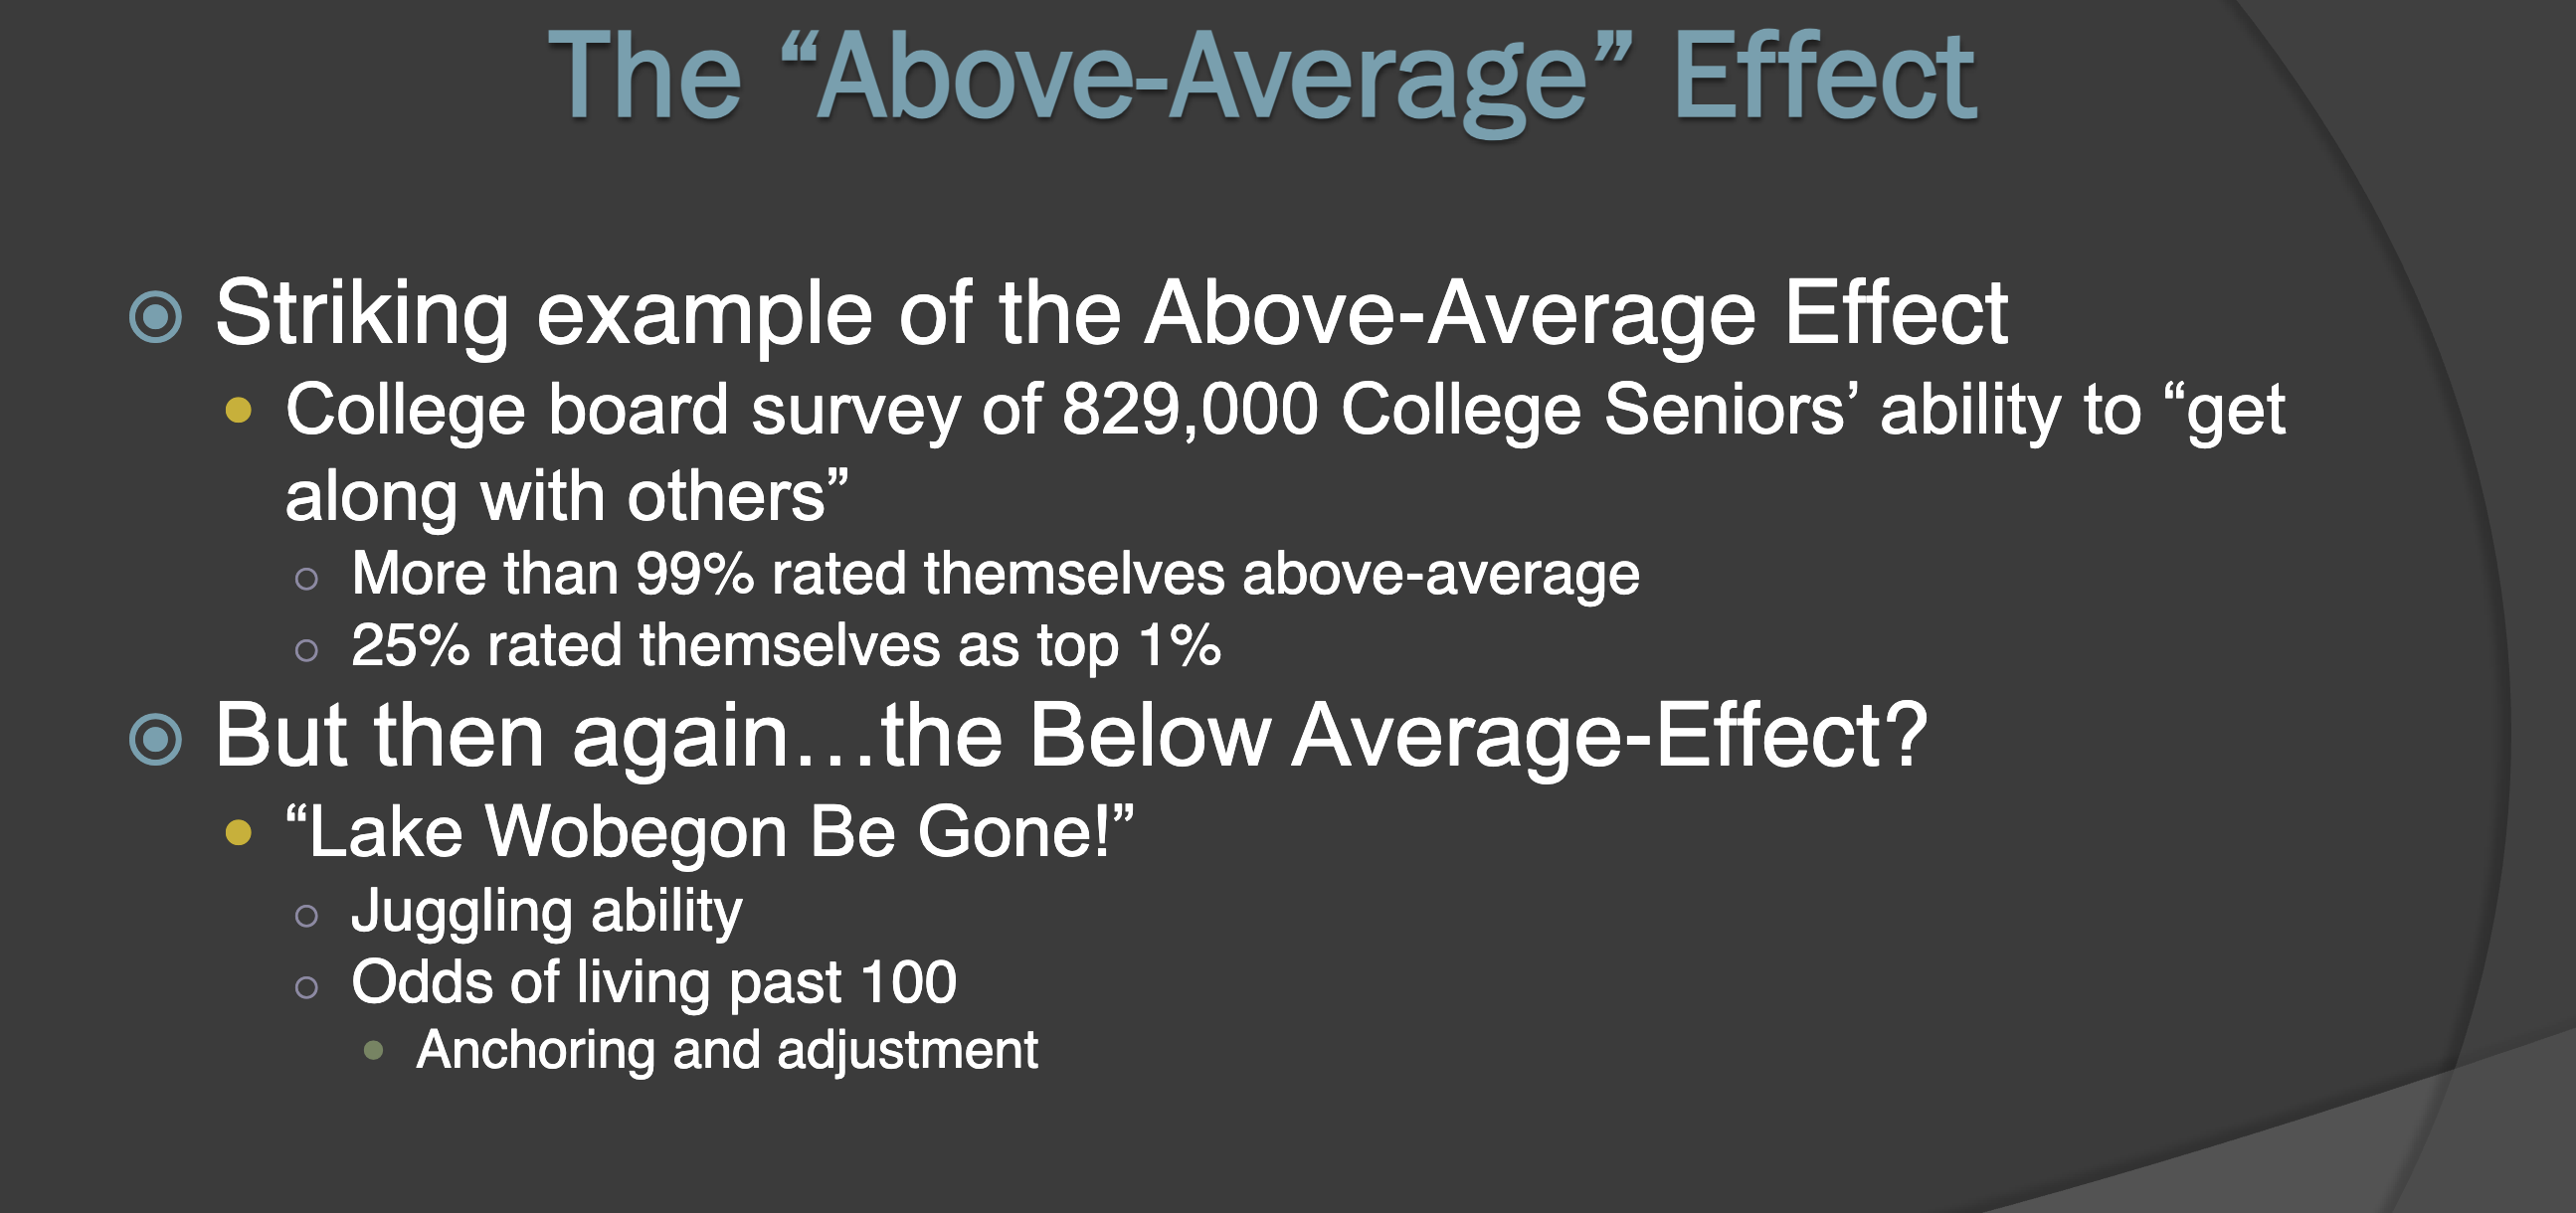 The “Above-Average” Effect
Striking example of the Above-Average Effect
College board survey of 829,000 College Seniors’ ability to “get
along with others”
More than 99% rated themselves above-average
25% rated themselves as top 1%
But then again…the Below Average-Effect?
“Lake Wobegon Be Gone!”
Juggling ability
Odds of living past 100
Anchoring and adjustment